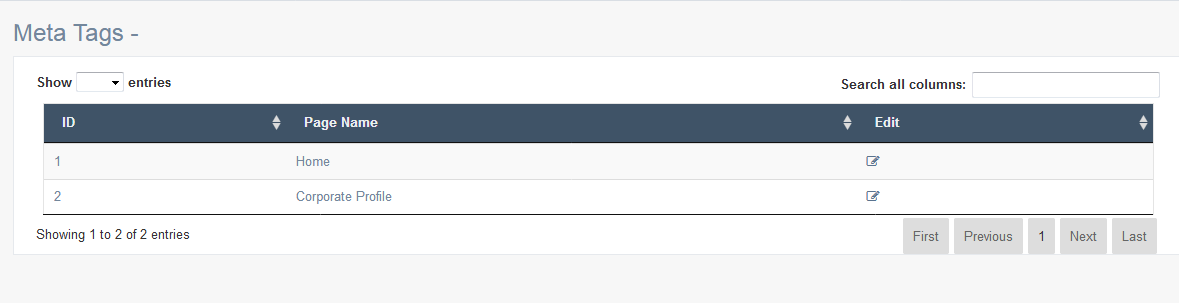 Meta Tags -
Show entries
Search all columns:
ID Page Name Edit
1 Home
2 Corporate Profile
Showing 1 to 2 of 2 entries
First Previous 1 Next Last